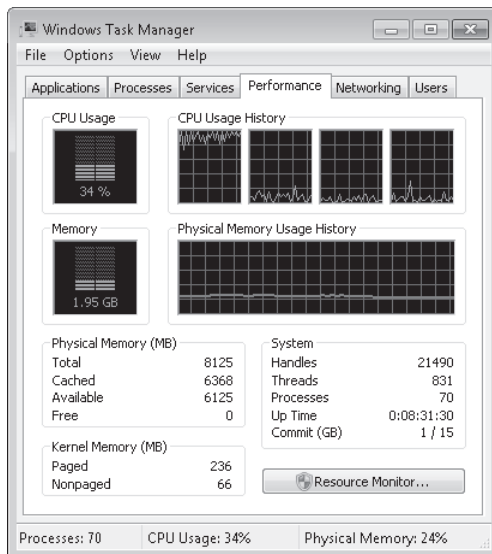 Windows Task Manager
File Options View Help
Applications Processes Services Performance Networking Users
CPU Usage
34 %
CPU Usage History
Memory
1.95 GB
Physical Memory Usage History
Physical Memory (MB)
Total 8125
Cached 6368
Available 6125
Free 0
Kernel Memory (MB)
Paged 236
Nonpaged 66
System
Handles 21490
Threads 831
Processes 70
Up Time 0:08:31:30
Commit (GB) 1 / 15
Resource Monitor...
Processes: 70 CPU Usage: 34% Physical Memory: 24%